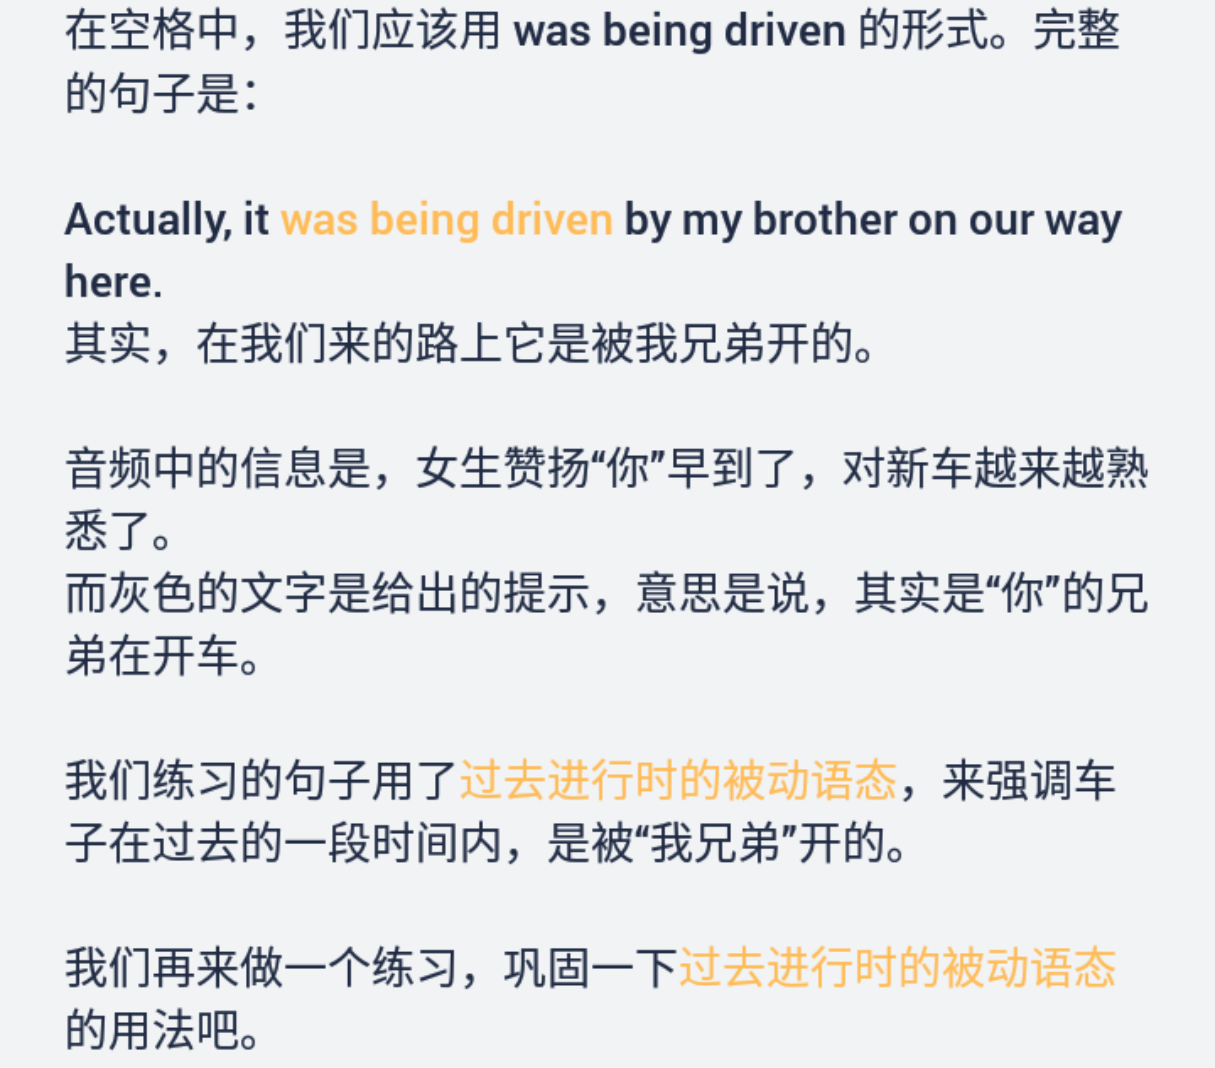 在空格中，我们应该用 was being driven 的形式。完整
的句子是：
Actually, it was being driven by my brother on our way
here.
其实，在我们来的路上它是被我兄弟开的。
音频中的信息是，女生赞扬“你”早到了，对新车越来越熟
悉了。
而灰色的文字是给出的提示，意思是说，其实是“你”的兄
弟在开车。
我们练习的句子用了过去进行时的被动语态，来强调车
子在过去的一段时间内，是被“我兄弟”开的。
我们再来做一个练习，巩固一下过去进行时的被动语态
的用法吧。